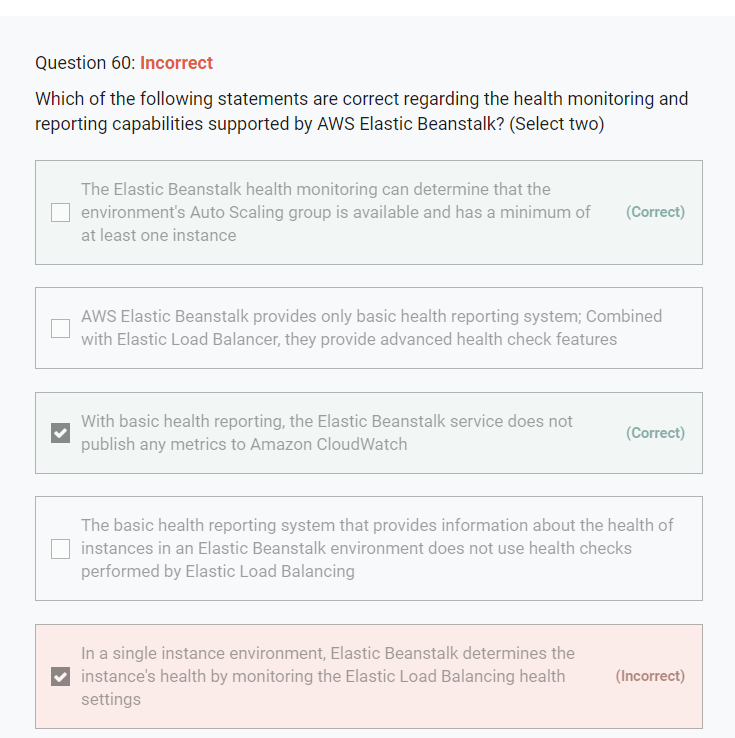 Question 60: Incorrect
Which of the following statements are correct regarding the health monitoring and
reporting capabilities supported by AWS Elastic Beanstalk? (Select two)
The Elastic Beanstalk health monitoring can determine that the
environment's Auto Scaling group is available and has a minimum of
at least one instance
(Correct)
AWS Elastic Beanstalk provides only basic health reporting system; Combined
with Elastic Load Balancer, they provide advanced health check features
With basic health reporting, the Elastic Beanstalk service does not
publish any metrics to Amazon CloudWatch
(Correct)
The basic health reporting system that provides information about the health of
instances in an Elastic Beanstalk environment does not use health checks
performed by Elastic Load Balancing
In a single instance environment, Elastic Beanstalk determines the
instance's health by monitoring the Elastic Load Balancing health
settings
(Incorrect)